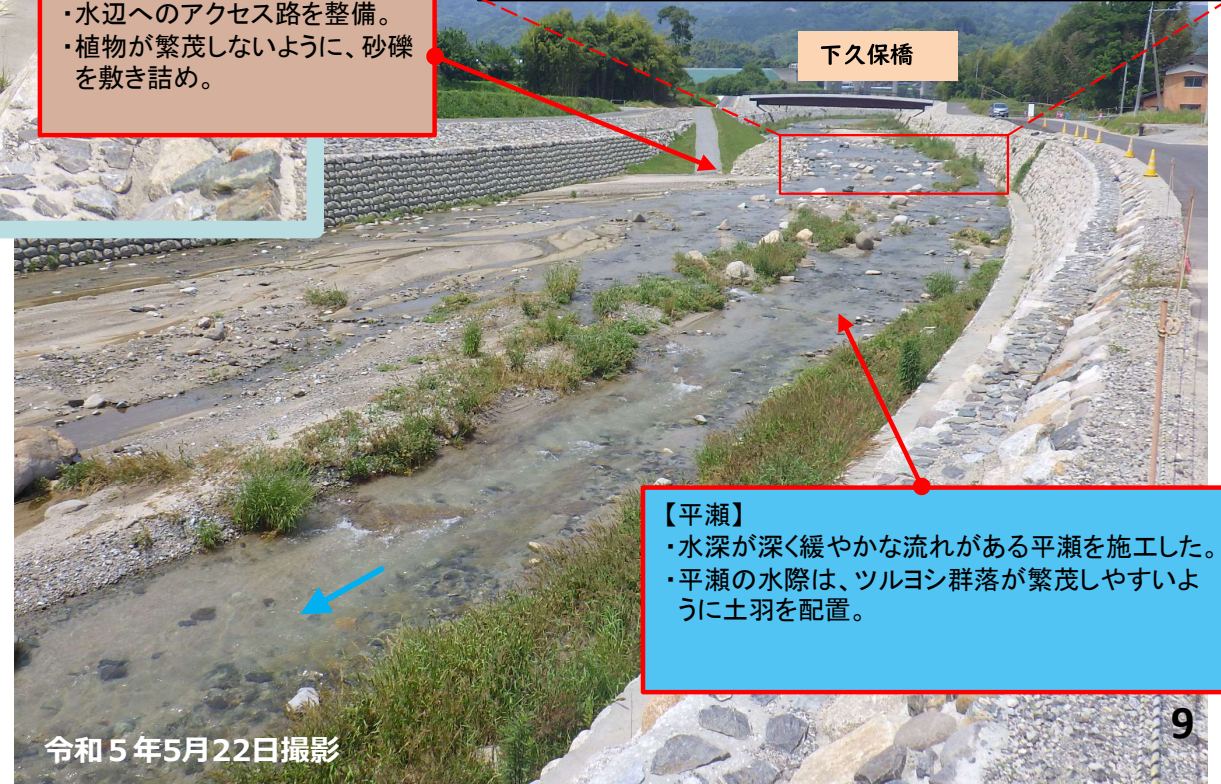 ・水辺へのアクセス路を整備。
・植物が繁茂しないように、砂礫
を敷き詰め。
下久保橋
【平瀬】
・水深が深く緩やかな流れがある平瀬を施工した。
・平瀬の水際は、ツルヨシ群落が繁茂しやすいよ
うに土羽を配置。
令和５年5月22日撮影
9